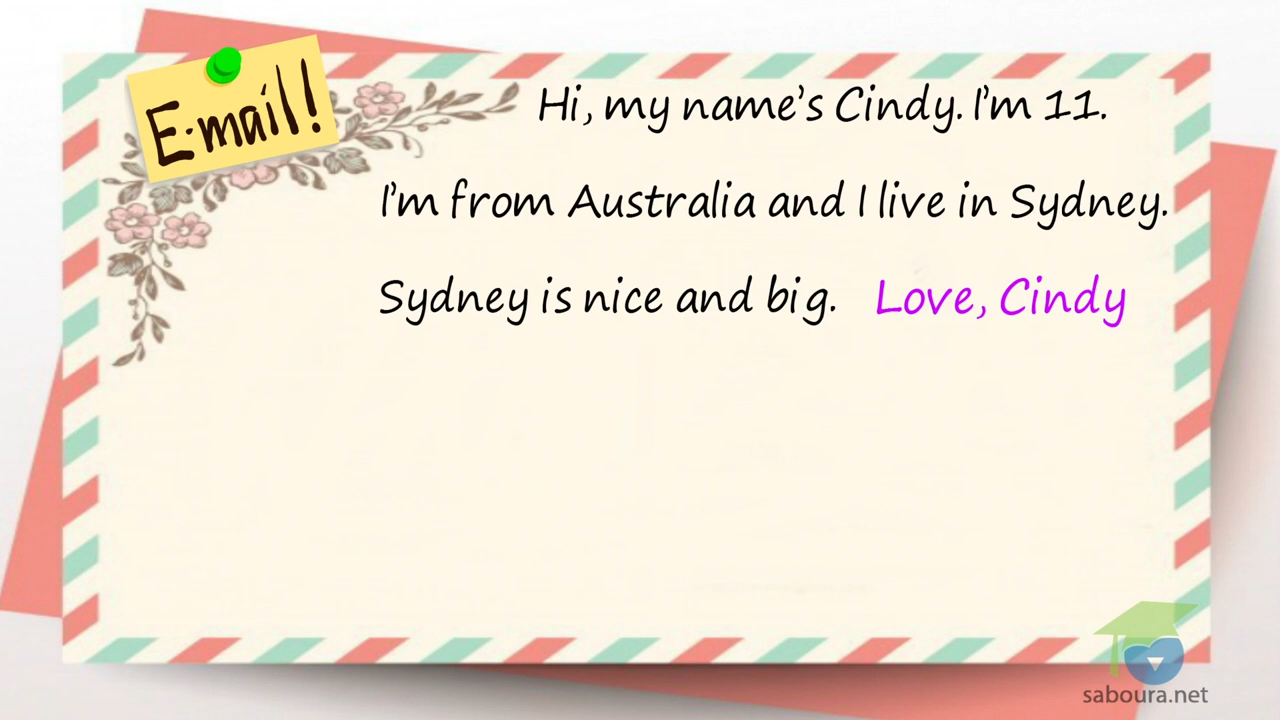 E-mail!
Hi, my name's Cindy. I'm 11.
I'm from Australia and I live in Sydney.
Sydney is nice and big. Love, Cindy
saboura.net